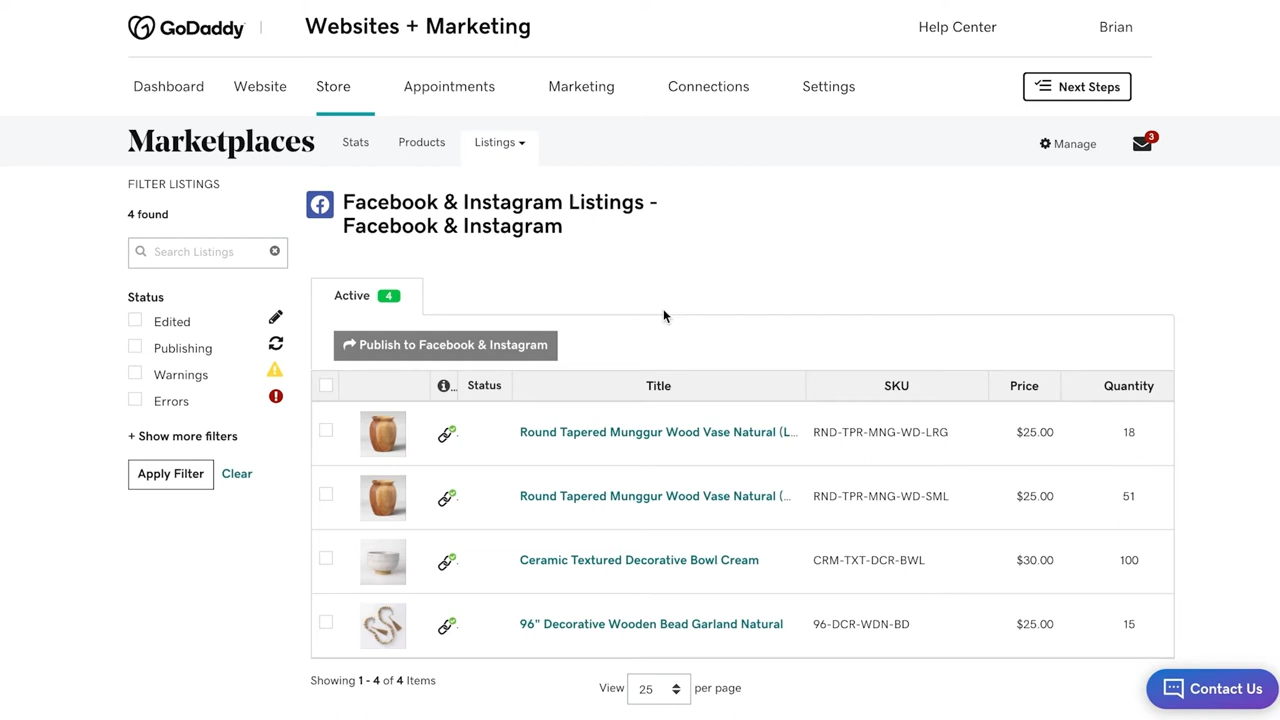 GoDaddy
Websites + Marketing
Help Center
Brian
Dashboard
Website
Store
Appointments
Marketing
Connections
Settings
Next Steps
Marketplaces
Stats
Products
Listings
Manage
3
FILTER LISTINGS
4 found
Search Listings
Status
Edited
Publishing
Warnings
Errors
+ Show more filters
Apply Filter
Clear
Facebook & Instagram Listings -
Facebook & Instagram
Active 4
Publish to Facebook & Instagram
... Status Title SKU Price Quantity
Round Tapered Munggur Wood Vase Natural (L... RND-TPR-MNG-WD-LRG $25.00 18
Round Tapered Munggur Wood Vase Natural (... RND-TPR-MNG-WD-SML $25.00 51
Ceramic Textured Decorative Bowl Cream CRM-TXT-DCR-BWL $30.00 100
96" Decorative Wooden Bead Garland Natural 96-DCR-WDN-BD $25.00 15
Showing 1 - 4 of 4 Items
View 25 per page
Contact Us